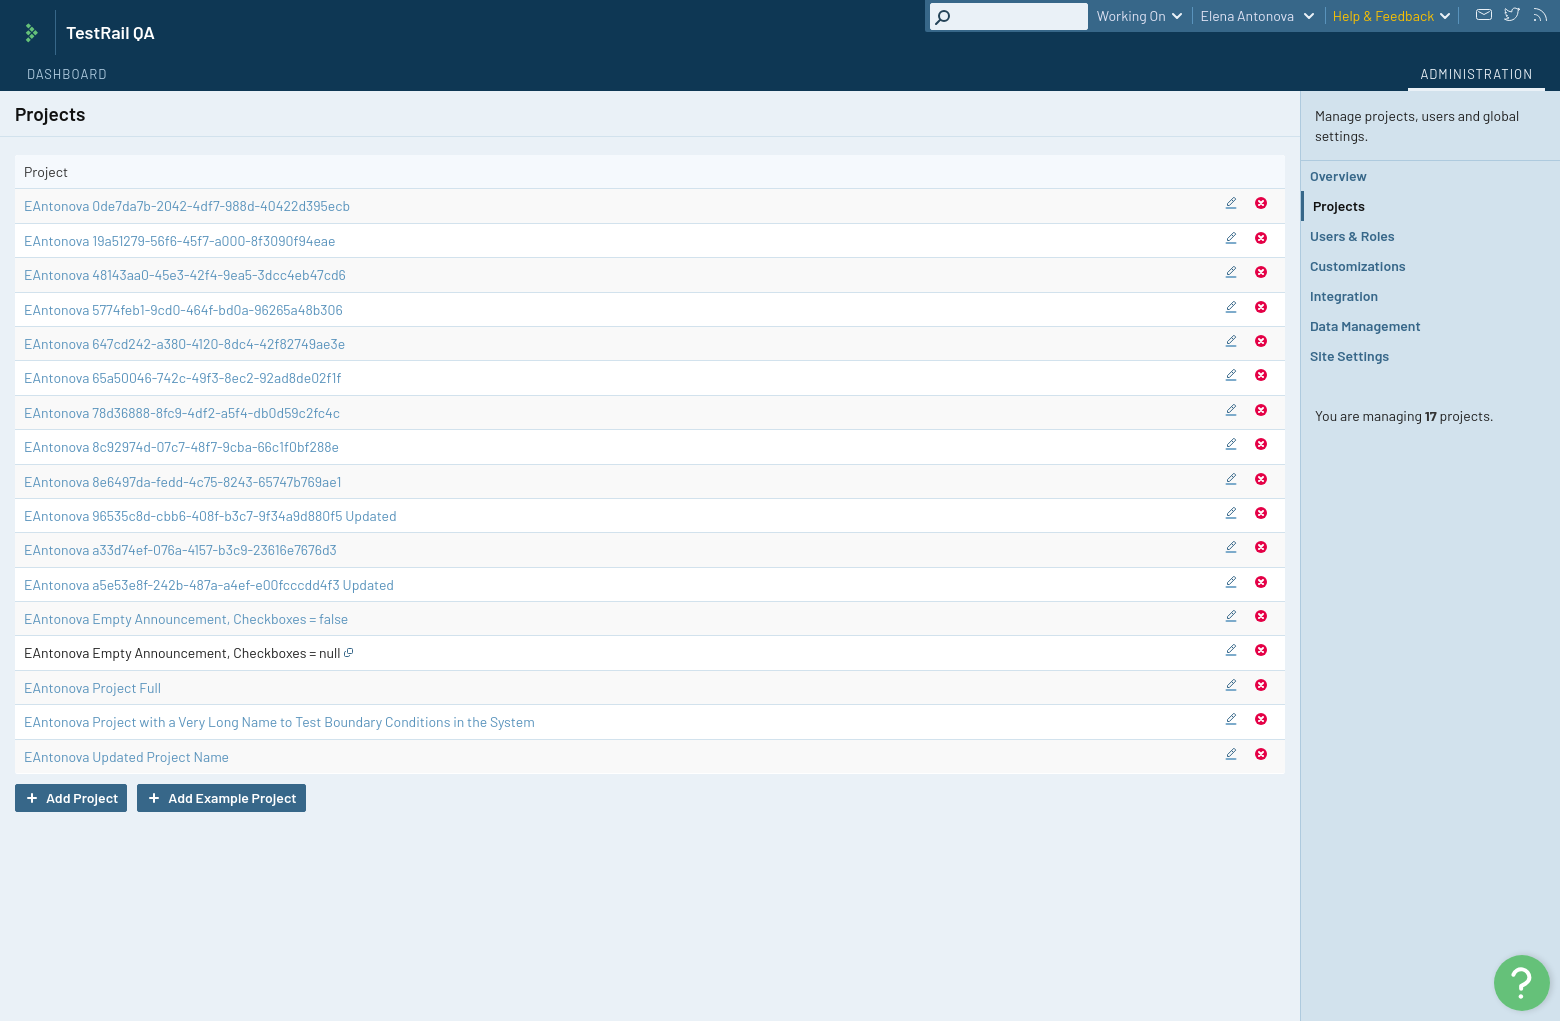 TestRail QA
Working On
Elena Antonova
Help & Feedback
DASHBOARD
ADMINISTRATION
Projects
Project
EAntonova 0de7da7b-2042-4df7-988d-40422d395ecb
EAntonova 19a51279-56f6-45f7-a000-8f3090f94eae
EAntonova 48143aa0-45e3-42f4-9ea5-3dcc4eb47cd6
EAntonova 5774feb1-9cd0-464f-bd0a-96265a48b306
EAntonova 647cd242-a380-4120-8dc4-42f82749ae3e
EAntonova 65a50046-742c-49f3-8ec2-92ad8de02f1f
EAntonova 78d36888-8fc9-4df2-a5f4-db0d59c2fc4c
EAntonova 8c92974d-07c7-48f7-9cba-66c1f0bf288e
EAntonova 8e6497da-fedd-4c75-8243-65747b769ae1
EAntonova 96535c8d-cbb6-408f-b3c7-9f34a9d880f5 Updated
EAntonova a33d74ef-076a-4157-b3c9-23616e7676d3
EAntonova a5e53e8f-242b-487a-a4ef-e00fcccdd4f3 Updated
EAntonova Empty Announcement, Checkboxes = false
EAntonova Empty Announcement, Checkboxes = null
EAntonova Project Full
EAntonova Project with a Very Long Name to Test Boundary Conditions in the System
EAntonova Updated Project Name
+ Add Project
+ Add Example Project
Manage projects, users and global
settings.
Overview
Projects
Users & Roles
Customizations
Integration
Data Management
Site Settings
You are managing 17 projects.
?